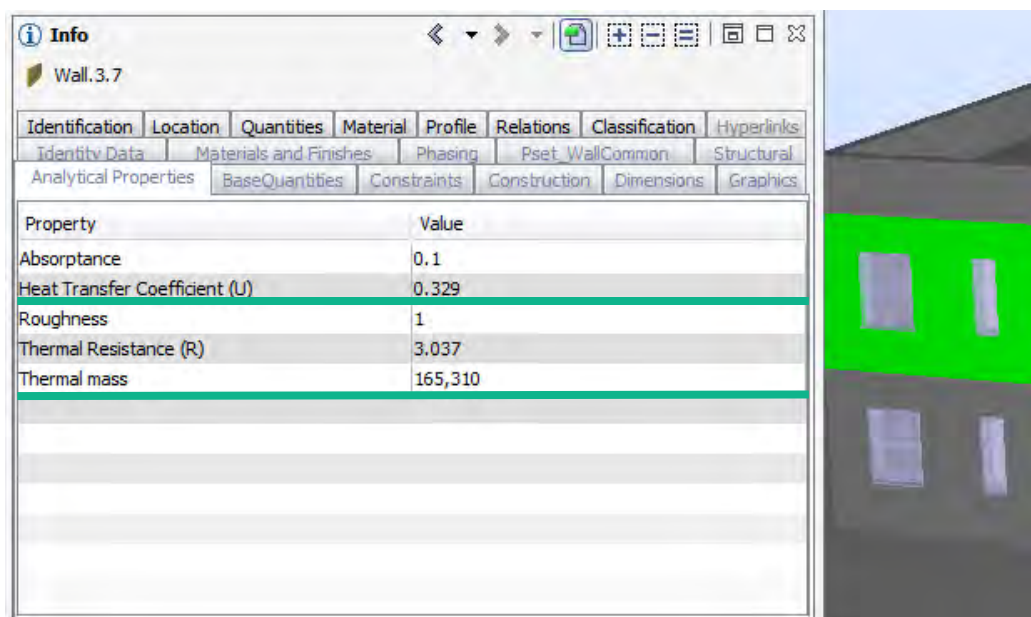 Info
Wall.3.7
Identification Location Quantities Material Profile Relations Classification Hyperlinks
Identity Data Materials and Finishes Phasing Pset_WallCommon Structural
Analytical Properties BaseQuantities Constraints Construction Dimensions Graphics
Property Value
Absorptance 0.1
Heat Transfer Coefficient (U) 0.329
Roughness 1
Thermal Resistance (R) 3.037
Thermal mass 165,310